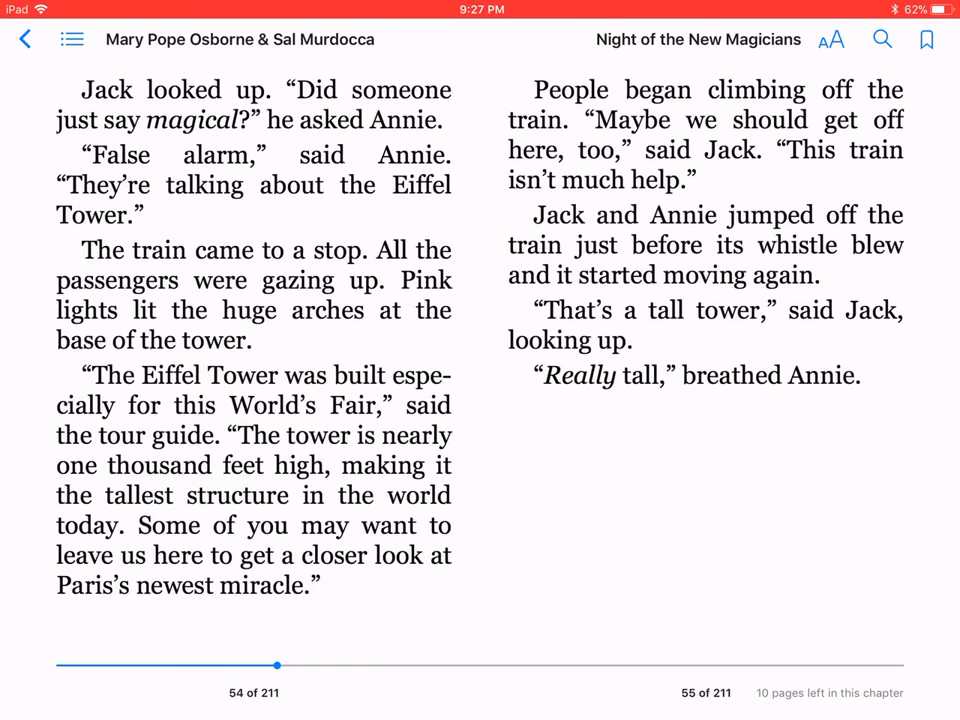 iPad
9:27 PM
62%
Mary Pope Osborne & Sal Murdocca
Night of the New Magicians
AA
Jack looked up. “Did someone
just say magical?” he asked Annie.
“False alarm,” said Annie.
“They’re talking about the Eiffel
Tower.”
The train came to a stop. All the
passengers were gazing up. Pink
lights lit the huge arches at the
base of the tower.
“The Eiffel Tower was built espe-
cially for this World’s Fair,” said
the tour guide. “The tower is nearly
one thousand feet high, making it
the tallest structure in the world
today. Some of you may want to
leave us here to get a closer look at
Paris’s newest miracle.”
People began climbing off the
train. “Maybe we should get off
here, too,” said Jack. “This train
isn’t much help.”
Jack and Annie jumped off the
train just before its whistle blew
and it started moving again.
“That’s a tall tower,” said Jack,
looking up.
“Really tall,” breathed Annie.
54 of 211
55 of 211
10 pages left in this chapter